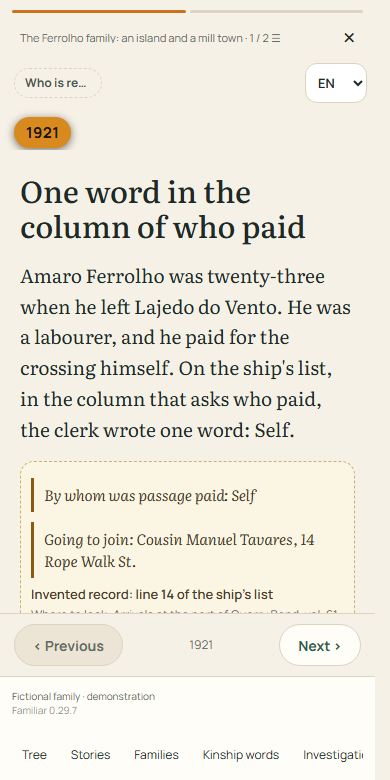 The Ferrolho family: an island and a mill town · 1 / 2 ☰ ✕
Who is re...
EN
1921
One word in the
column of who paid
Amaro Ferrolho was twenty-three
when he left Lajedo do Vento. He was
a labourer, and he paid for the
crossing himself. On the ship's list,
in the column that asks who paid,
the clerk wrote one word: Self.
By whom was passage paid: Self
Going to join: Cousin Manuel Tavares, 14
Rope Walk St.
Invented record: line 14 of the ship's list
‹ Previous
1921
Next ›
Fictional family · demonstration
Familiar 0.29.7
Tree
Stories
Families
Kinship words
Investigati